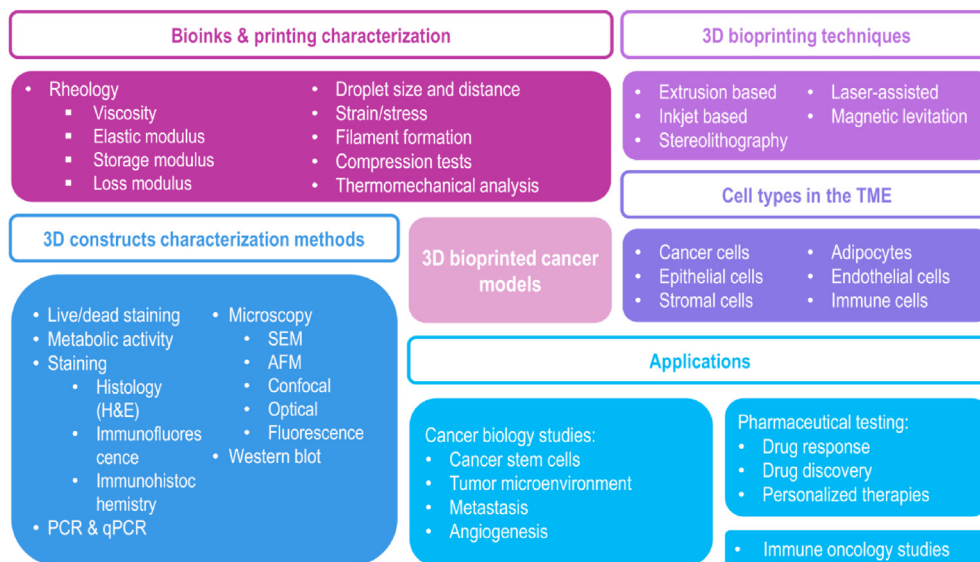 Bioinks & printing characterization
• Rheology
▪ Viscosity
▪ Elastic modulus
▪ Storage modulus
▪ Loss modulus
• Droplet size and distance
• Strain/stress
• Filament formation
• Compression tests
• Thermomechanical analysis
3D bioprinting techniques
• Extrusion based
• Inkjet based
• Stereolithography
• Laser-assisted
• Magnetic levitation
Cell types in the TME
• Cancer cells
• Epithelial cells
• Stromal cells
• Adipocytes
• Endothelial cells
• Immune cells
3D constructs characterization methods
• Live/dead staining
• Metabolic activity
• Staining
• Histology
(H&E)
• Immunofluores
cence
• Immunohistoc
hemistry
• PCR & qPCR
• Microscopy
• SEM
• AFM
• Confocal
• Optical
• Fluorescence
• Western blot
3D bioprinted cancer
models
Applications
Cancer biology studies:
• Cancer stem cells
• Tumor microenvironment
• Metastasis
• Angiogenesis
Pharmaceutical testing:
• Drug response
• Drug discovery
• Personalized therapies
• Immune oncology studies